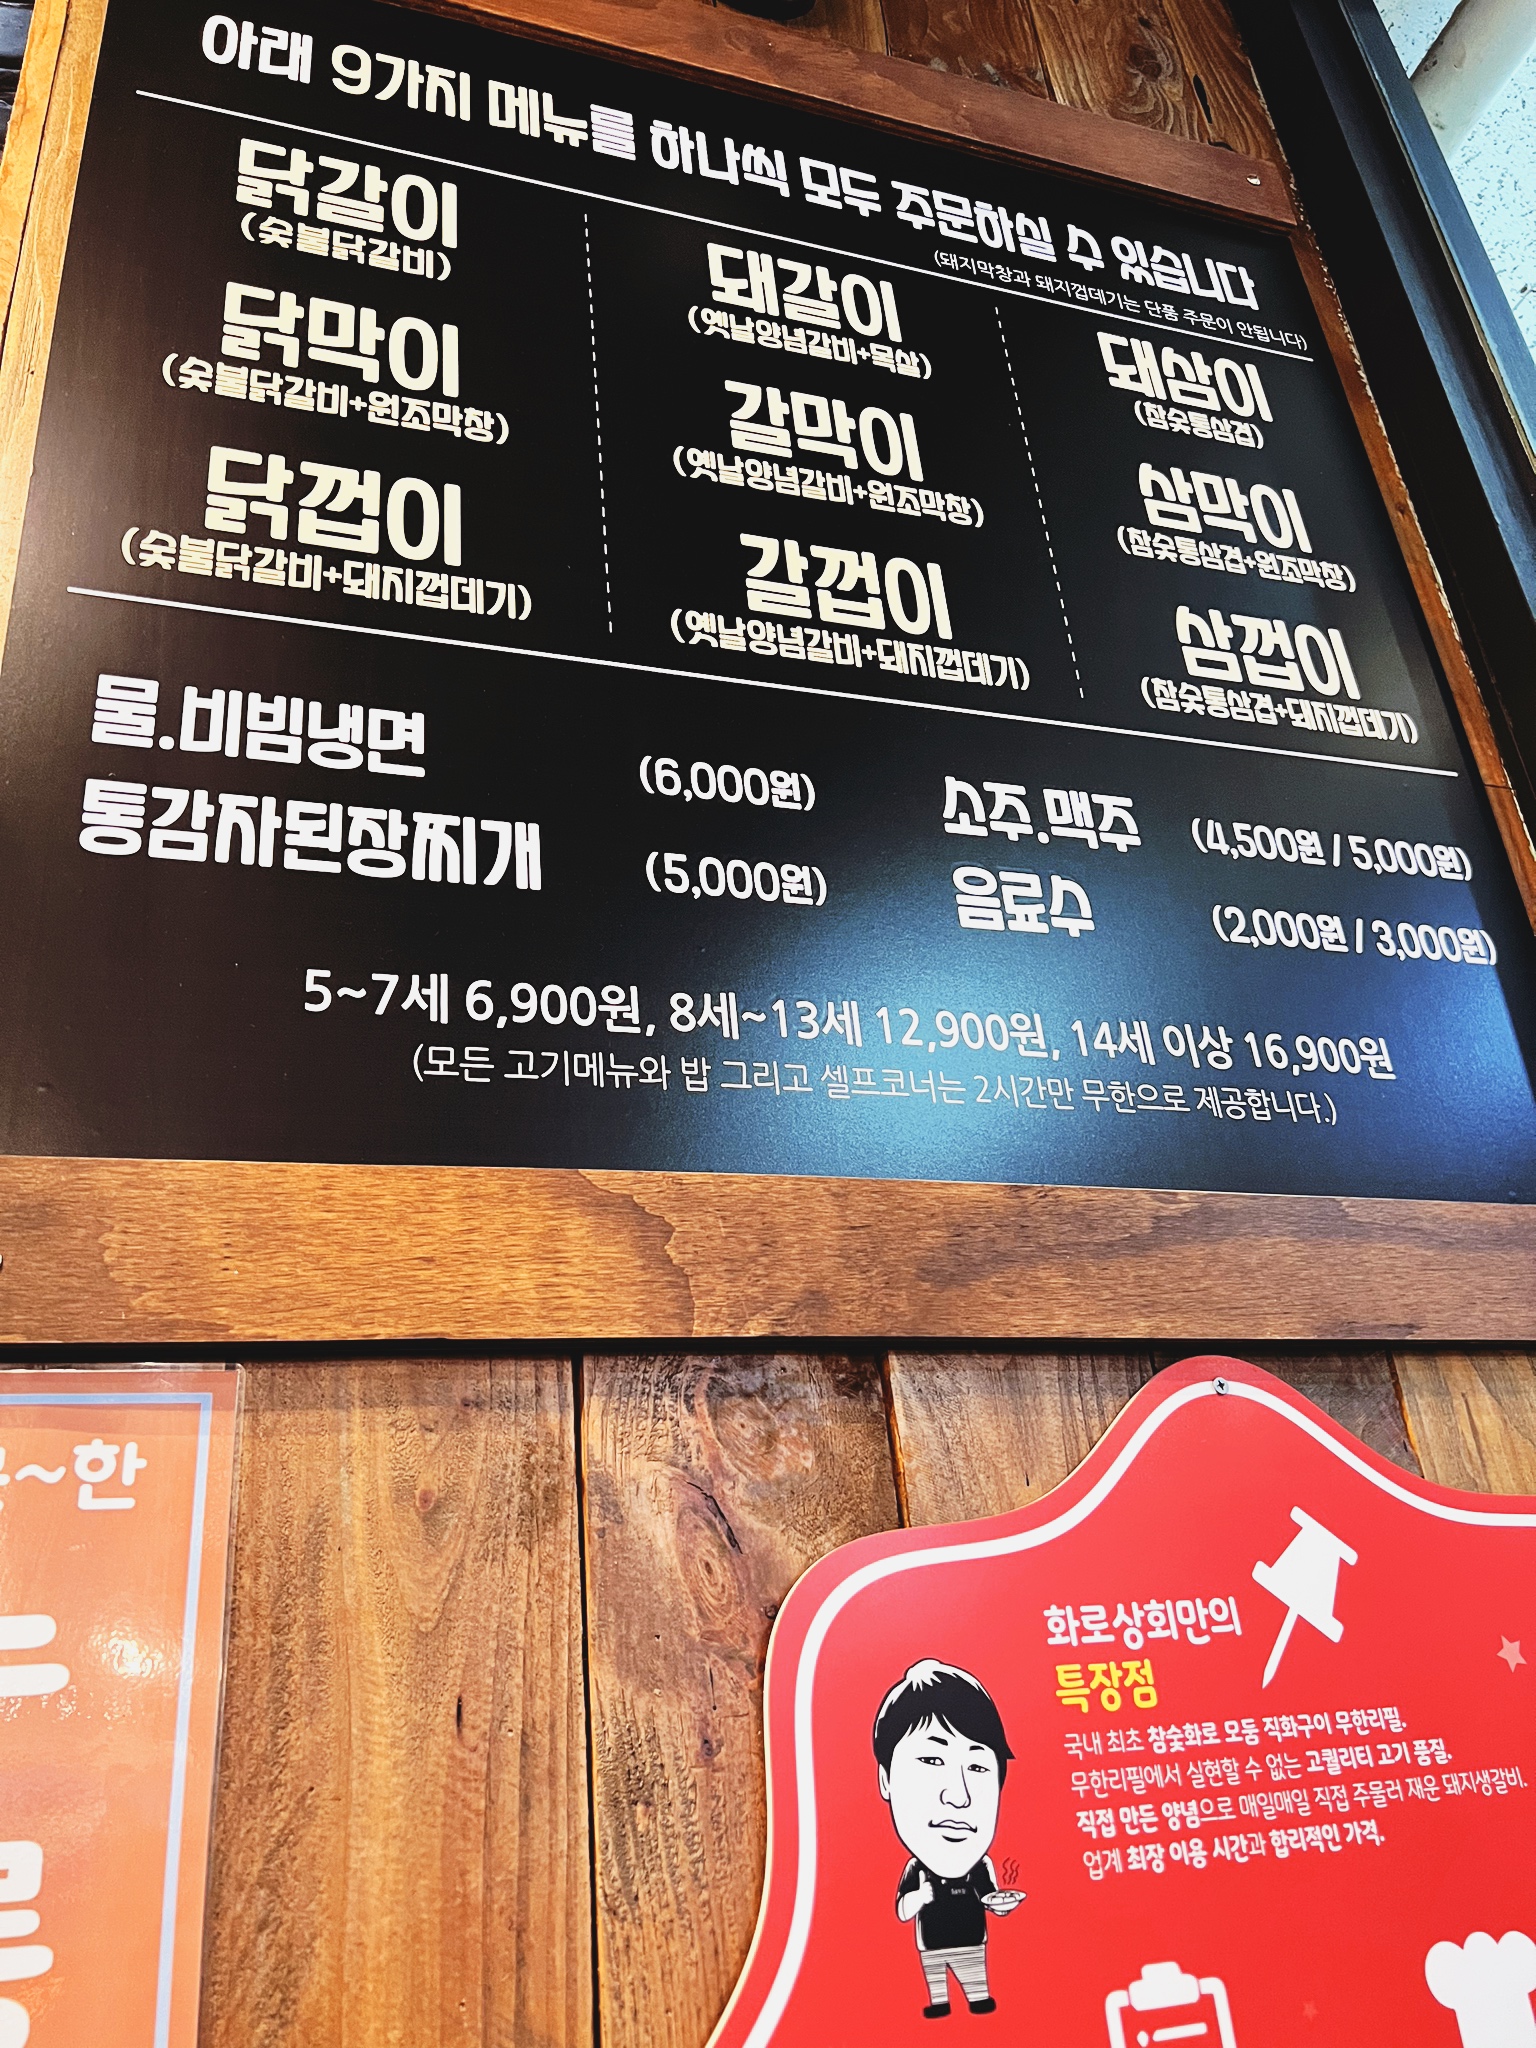 아래 9가지 메뉴를 하나씩 모두 주문하실 수 있습니다
(돼지막창과 돼지껍데기는 단품 주문이 안됩니다)
닭갈이
(숯불닭갈비)
닭막이
(숯불닭갈비+원조막창)
닭껍이
(숯불닭갈비+돼지껍데기)
돼갈이
(옛날양념갈비+목살)
갈막이
(옛날양념갈비+원조막창)
갈껍이
(옛날양념갈비+돼지껍데기)
돼삼이
(참숯통삼겹)
삼막이
(참숯통삼겹+원조막창)
삼껍이
(참숯통삼겹+돼지껍데기)
물.비빔냉면 (6,000원)
통감자된장찌개 (5,000원)
소주.맥주 (4,500원 / 5,000원)
음료수 (2,000원 / 3,000원)
5~7세 6,900원, 8세~13세 12,900원, 14세 이상 16,900원
(모든 고기메뉴와 밥 그리고 셀프코너는 2시간만 무한으로 제공합니다.)
~한
화로상회만의
특장점
국내 최초 참숯화로 모둠 직화구이 무한리필.
무한리필에서 실현할 수 없는 고퀄리티 고기 품질.
직접 만든 양념으로 매일매일 직접 주물러 재운 돼지생갈비.
업계 최장 이용 시간과 합리적인 가격.